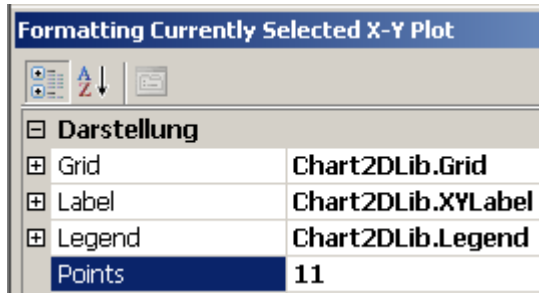 Formatting Currently Selected X-Y Plot
Darstellung
Grid Chart2DLib.Grid
Label Chart2DLib.XYLabel
Legend Chart2DLib.Legend
Points 11